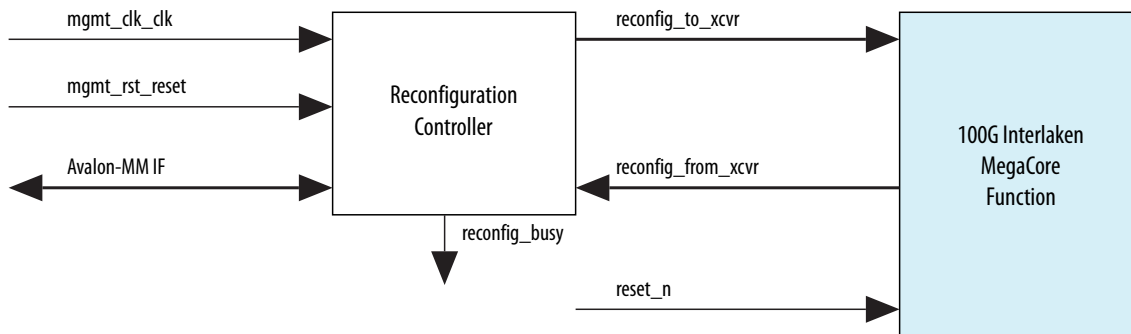 mgmt_clk_clk
reconfig_to_xcvr
mgmt_rst_reset
Reconfiguration
Controller
100G Interlaken
MegaCore
Function
Avalon-MM IF
reconfig_from_xcvr
reconfig_busy
reset_n